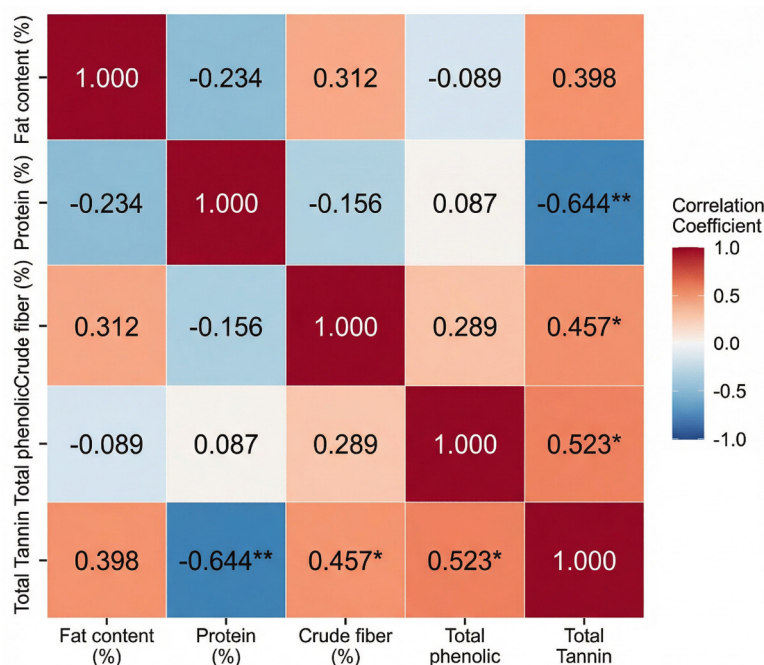 Fat content (%)
1.000 -0.234 0.312 -0.089 0.398
Protein (%)
-0.234 1.000 -0.156 0.087 -0.644**
Crude fiber (%)
0.312 -0.156 1.000 0.289 0.457*
Total phenolic
-0.089 0.087 0.289 1.000 0.523*
Total Tannin
0.398 -0.644** 0.457* 0.523* 1.000
Fat content (%)
Protein (%)
Crude fiber (%)
Total phenolic
Total Tannin
Correlation
Coefficient
1.0
0.5
0.0
-0.5
-1.0